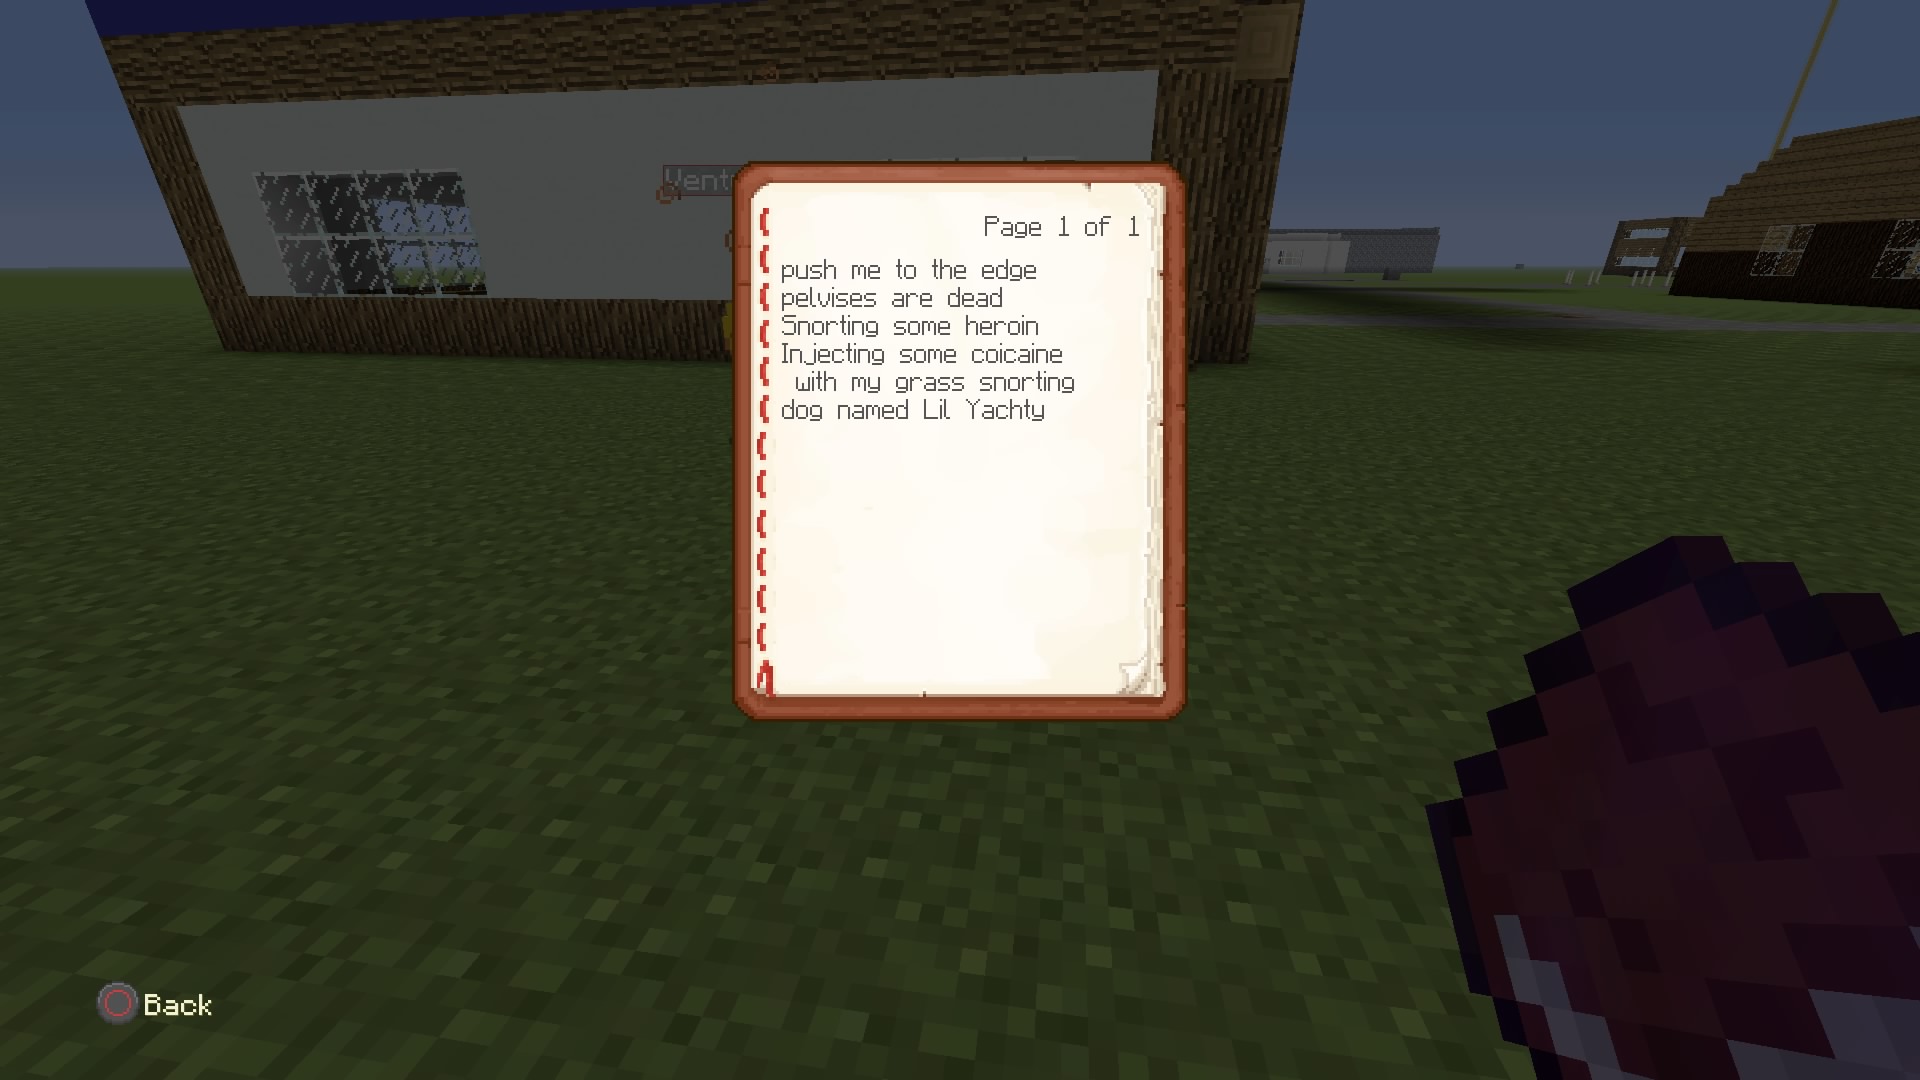 Page 1 of 1
push me to the edge
pelvises are dead
Snorting some heroin
Injecting some coicaine
with my grass snorting
dog named Lil Yachty
Back